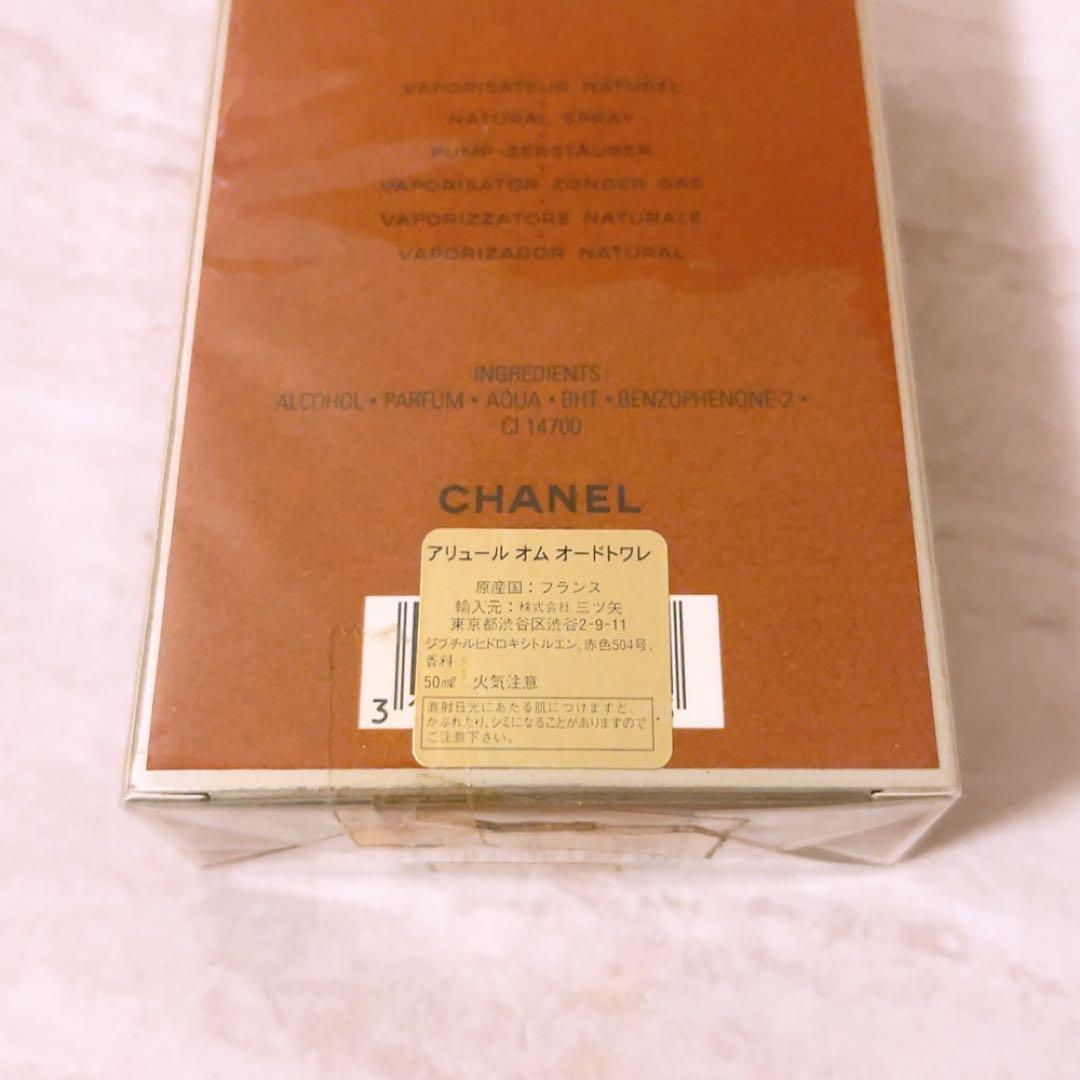 VAPORISATEUR NATUREL
NATURAL SPRAY
PUMP-ZERSTÄUBER
VAPORISATOR ZONDER GAS
VAPORIZZATORE NATURALE
VAPORIZADOR NATURAL
INGREDIENTS:
ALCOHOL • PARFUM • AQUA • BHT • BENZOPHENONE-2 •
CI 14700
CHANEL
アリュール オム オードトワレ
原産国：フランス
輸入元：株式会社 三ツ矢
東京都渋谷区渋谷2-9-11
ジブチルヒドロキシトルエン、赤色504号、
香料
50㎖ 火気注意
直射日光にあたる肌につけますと、
かぶれたり、シミになることがありますので
ご注意下さい。
3